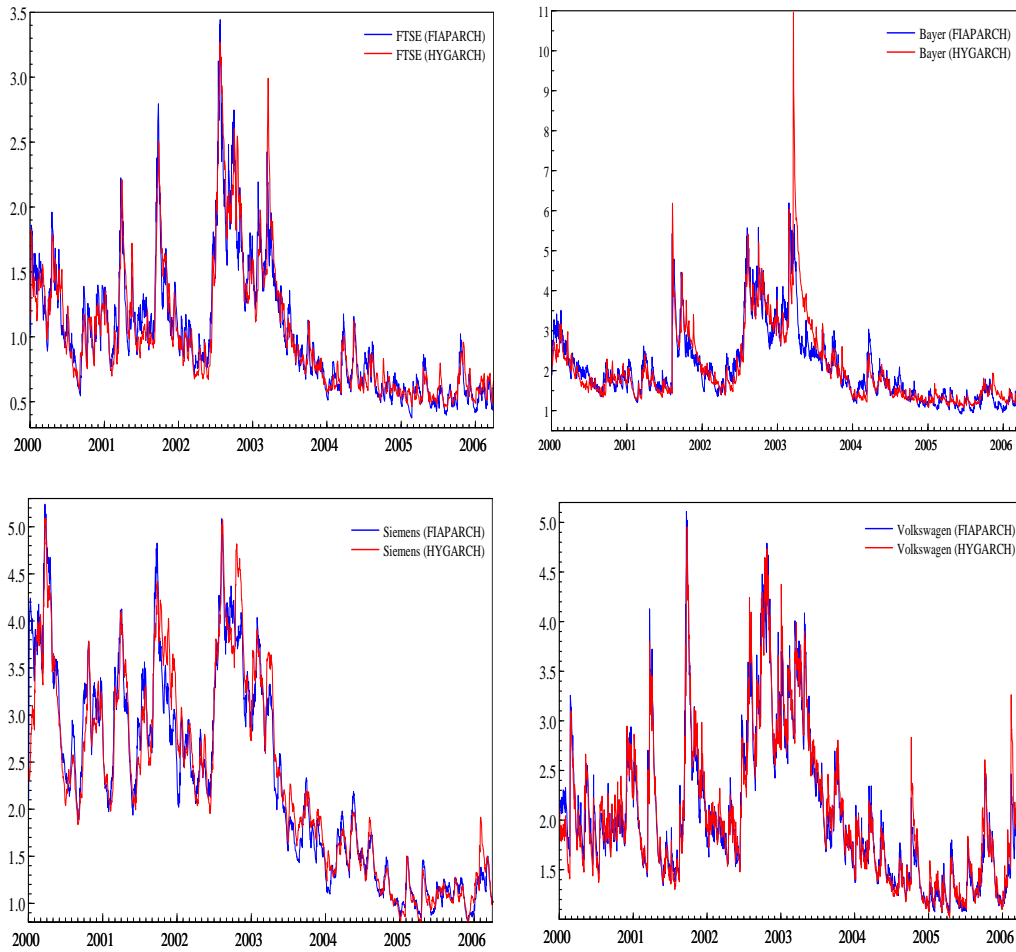 3.5
FTSE (FIAPARCH)
FTSE (HYGARCH)
3.0
2.5
2.0
1.5
1.0
0.5
2000 2001 2002 2003 2004 2005 2006
11
Bayer (FIAPARCH)
Bayer (HYGARCH)
10
9
8
7
6
5
4
3
2
1
2000 2001 2002 2003 2004 2005 2006
5.0
Siemens (FIAPARCH)
Siemens (HYGARCH)
4.5
4.0
3.5
3.0
2.5
2.0
1.5
1.0
2000 2001 2002 2003 2004 2005 2006
5.0
Volkswagen (FIAPARCH)
Volkswagen (HYGARCH)
4.5
4.0
3.5
3.0
2.5
2.0
1.5
2000 2001 2002 2003 2004 2005 2006